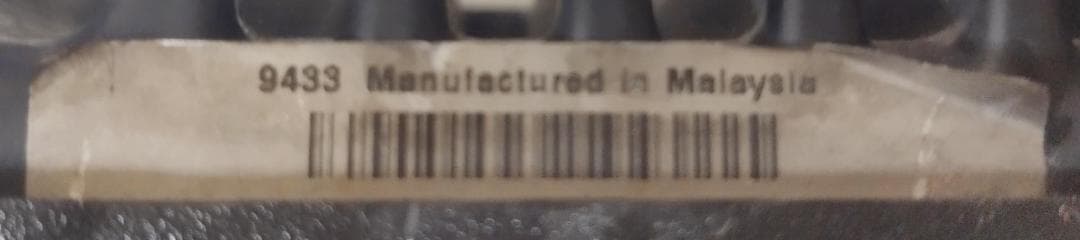 9433 Manufactured in Malaysia